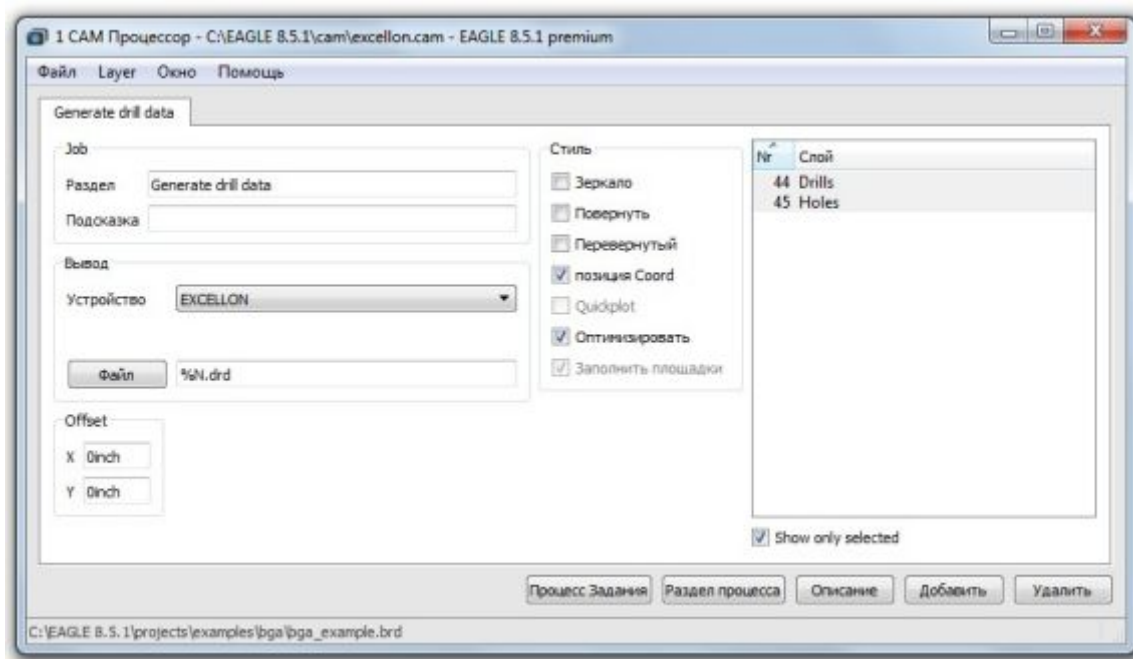 1 CAM Процессор - C:\EAGLE 8.5.1\cam\excellon.cam - EAGLE 8.5.1 premium
Файл Layer Окно Помощь
Generate drill data
Job
Раздел Generate drill data
Подсказка
Вывод
Устройство EXCELLON
Файл %N.drd
Offset
X 0inch
Y 0inch
Стиль
Зеркало
Повернуть
Перевернутый
позиция Coord
Quickplot
Оптимизировать
Заполнить площадки
Nr Слой
44 Drills
45 Holes
Show only selected
Процесс Задания Раздел процесса Описание Добавить Удалить
C:\EAGLE 8.5.1\projects\examples\bga\bga_example.brd